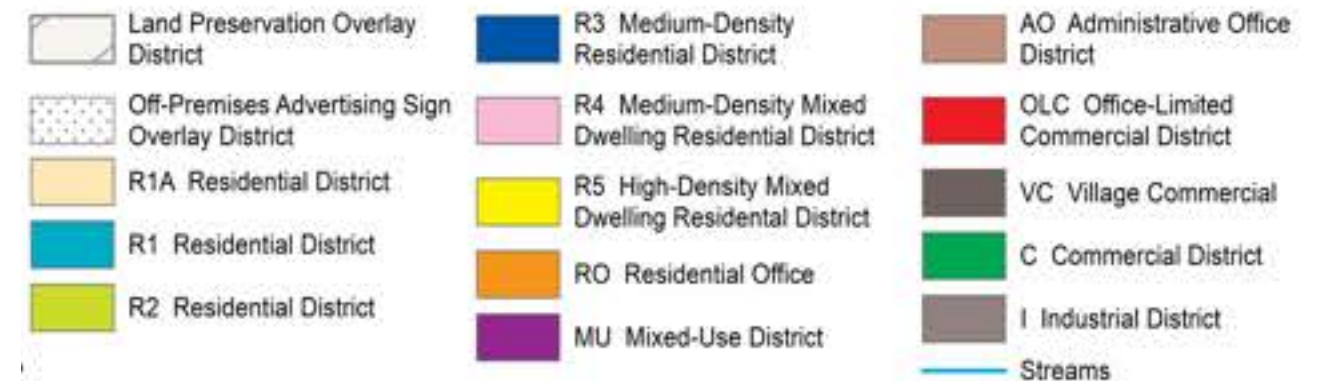 Land Preservation Overlay
District
Off-Premises Advertising Sign
Overlay District
R1A Residential District
R1 Residential District
R2 Residential District
R3 Medium-Density
Residential District
R4 Medium-Density Mixed
Dwelling Residential District
R5 High-Density Mixed
Dwelling Residental District
RO Residential Office
MU Mixed-Use District
AO Administrative Office
District
OLC Office-Limited
Commercial District
VC Village Commercial
C Commercial District
I Industrial District
Streams